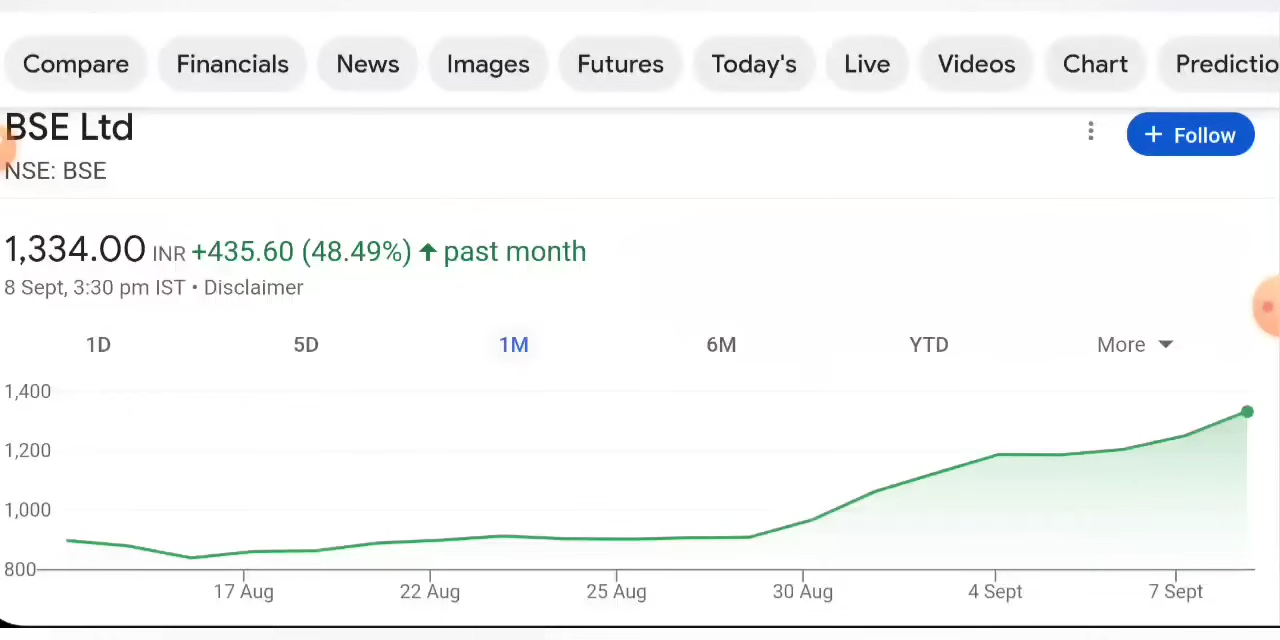 Compare Financials News Images Futures Today's Live Videos Chart Predictio
BSE Ltd
+ Follow
NSE: BSE
1,334.00 INR +435.60 (48.49%) ↑ past month
8 Sept, 3:30 pm IST • Disclaimer
1D 5D 1M 6M YTD More
1,400
1,200
1,000
800
17 Aug 22 Aug 25 Aug 30 Aug 4 Sept 7 Sept